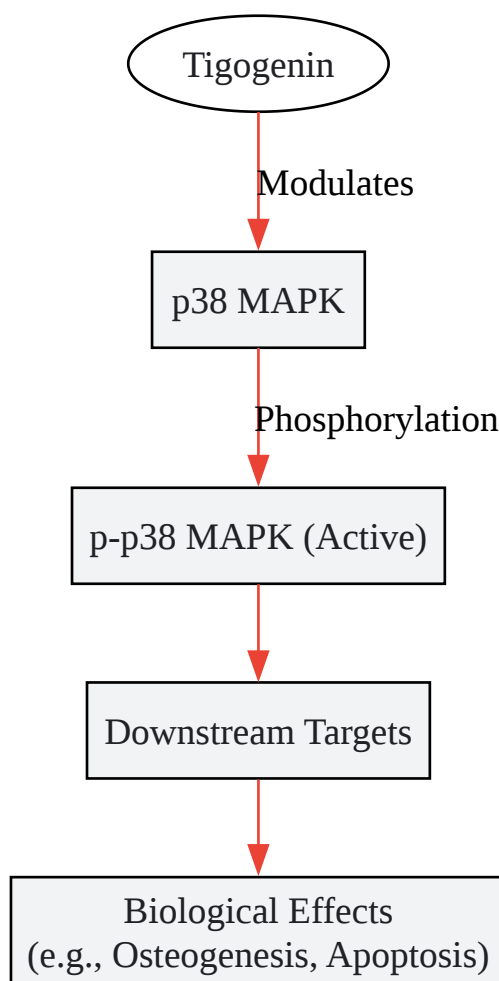 Tigogenin
Modulates
p38 MAPK
Phosphorylation
p-p38 MAPK (Active)
Downstream Targets
Biological Effects
(e.g., Osteogenesis, Apoptosis)